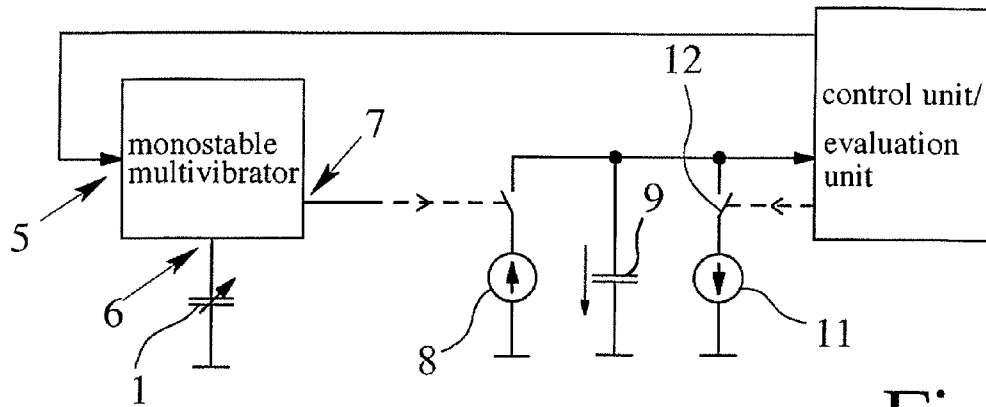 12
control unit/
evaluation
unit
7
monostable
multivibrator
5
9
6
1
8
11